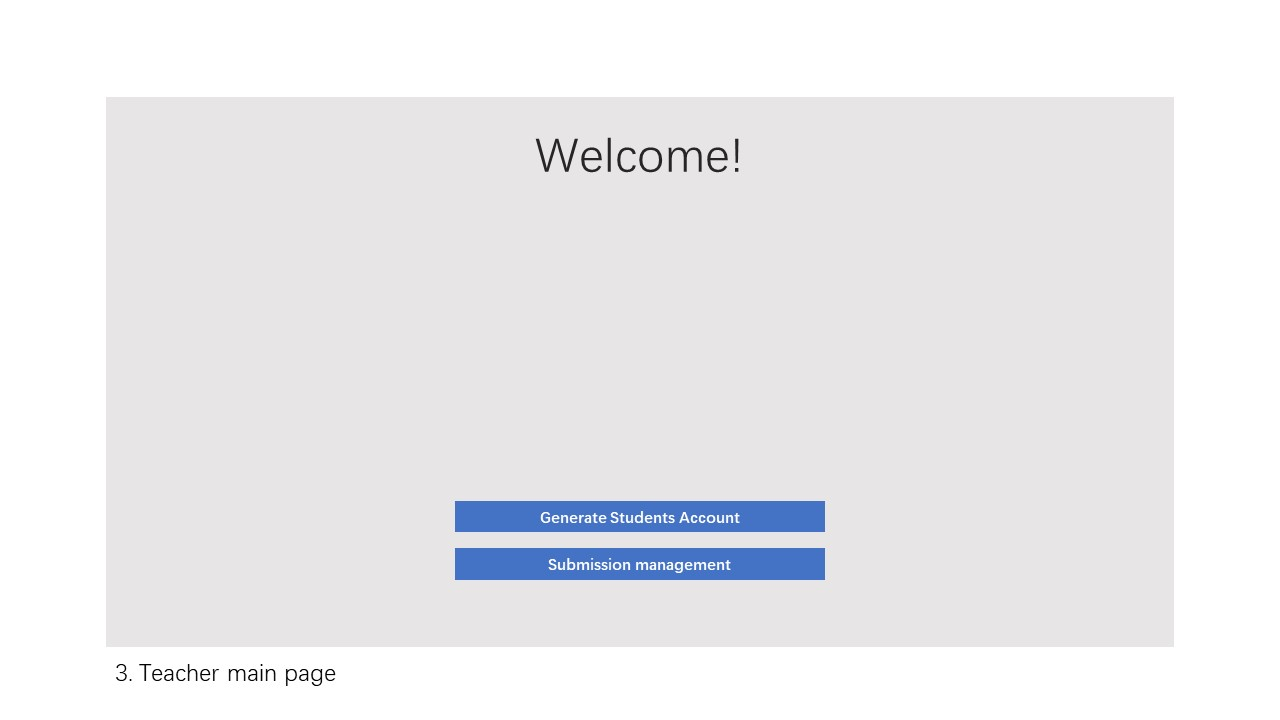 Welcome!
Generate Students Account
Submission management
3. Teacher main page